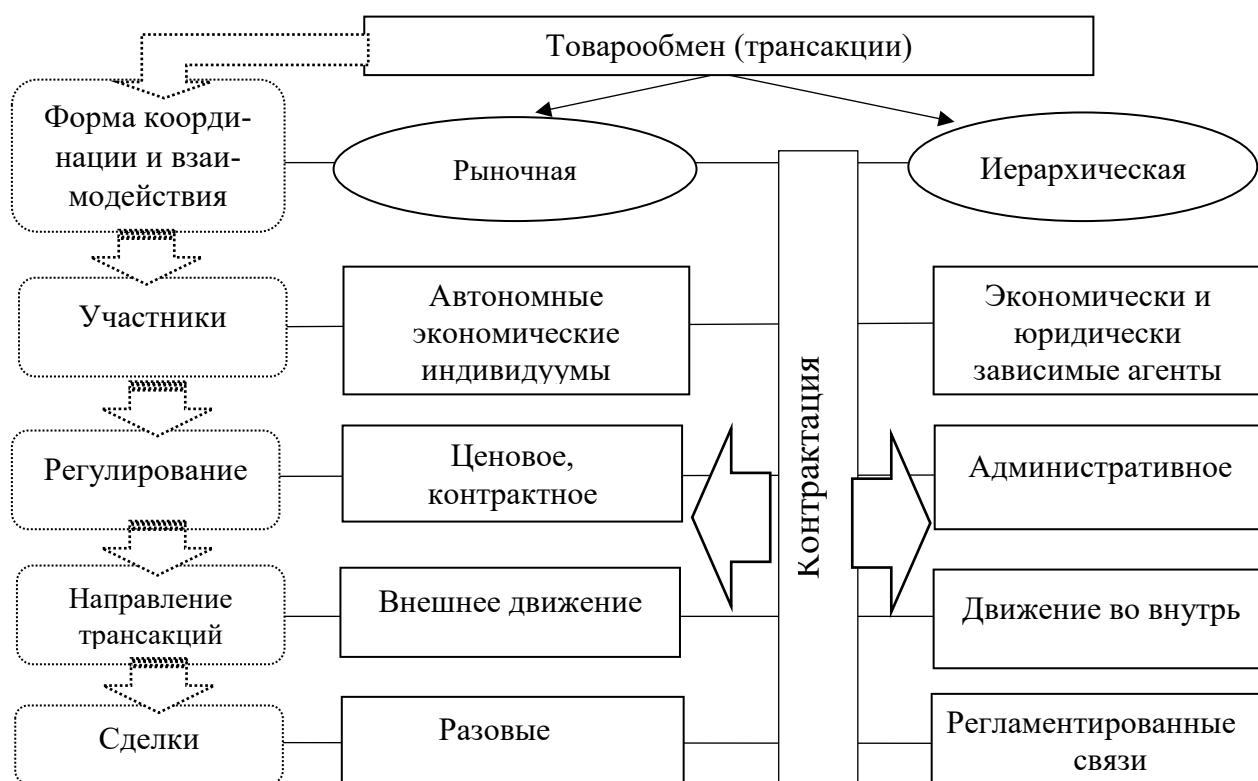 Товарообмен (трансакции)
Форма коорди-
нации и взаи-
модействия
Рыночная
Иерархическая
Участники
Автономные
экономические
индивидуумы
Экономически и
юридически
зависимые агенты
Контрактация
Регулирование
Ценовое,
контрактное
Административное
Направление
трансакций
Внешнее движение
Движение во внутрь
Сделки
Разовые
Регламентированные
связи